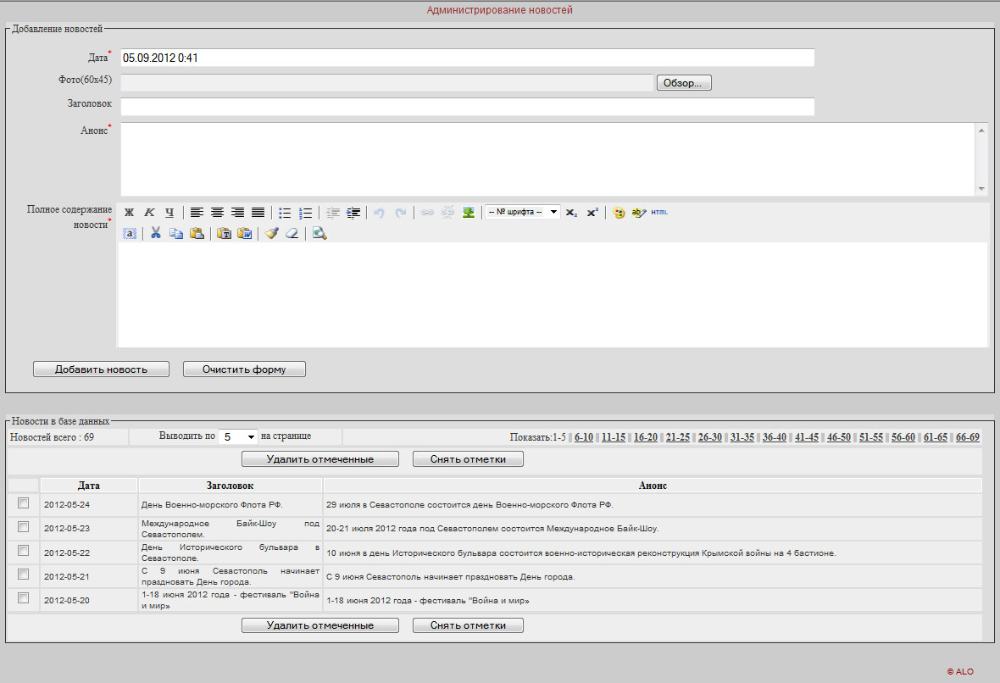 Администрирование новостей
Добавление новостей
Дата*
05.09.2012 0:41
Фото(60x45)
Обзор...
Заголовок
Анонс*
Полное содержание
новости*
Ж К Ч -- № шрифта -- x₂ x² ab HTML
a T W
Добавить новость Очистить форму
Новости в базе данных
Новостей всего : 69 Выводить по 5 на странице Показать:1-5 6-10 11-15 16-20 21-25 26-30 31-35 36-40 41-45 46-50 51-55 56-60 61-65 66-69
Удалить отмеченные Снять отметки
Дата Заголовок Анонс
2012-05-24 День Военно-морского Флота РФ. 29 июля в Севастополе состоится день Военно-морского Флота РФ.
2012-05-23 Международное Байк-Шоу под
Севастополем.
20-21 июля 2012 года под Севастополем состоится Международное Байк-Шоу.
2012-05-22 День Исторического бульвара в
Севастополе.
10 июня в день Исторического бульвара состоится военно-историческая реконструкция Крымской войны на 4 бастионе.
2012-05-21 С 9 июня Севастополь начинает
праздновать День города.
С 9 июня Севастополь начинает праздновать День города.
2012-05-20 1-18 июня 2012 года - фестиваль "Война
и мир»
1-18 июня 2012 года - фестиваль "Война и мир»
Удалить отмеченные Снять отметки
© ALO